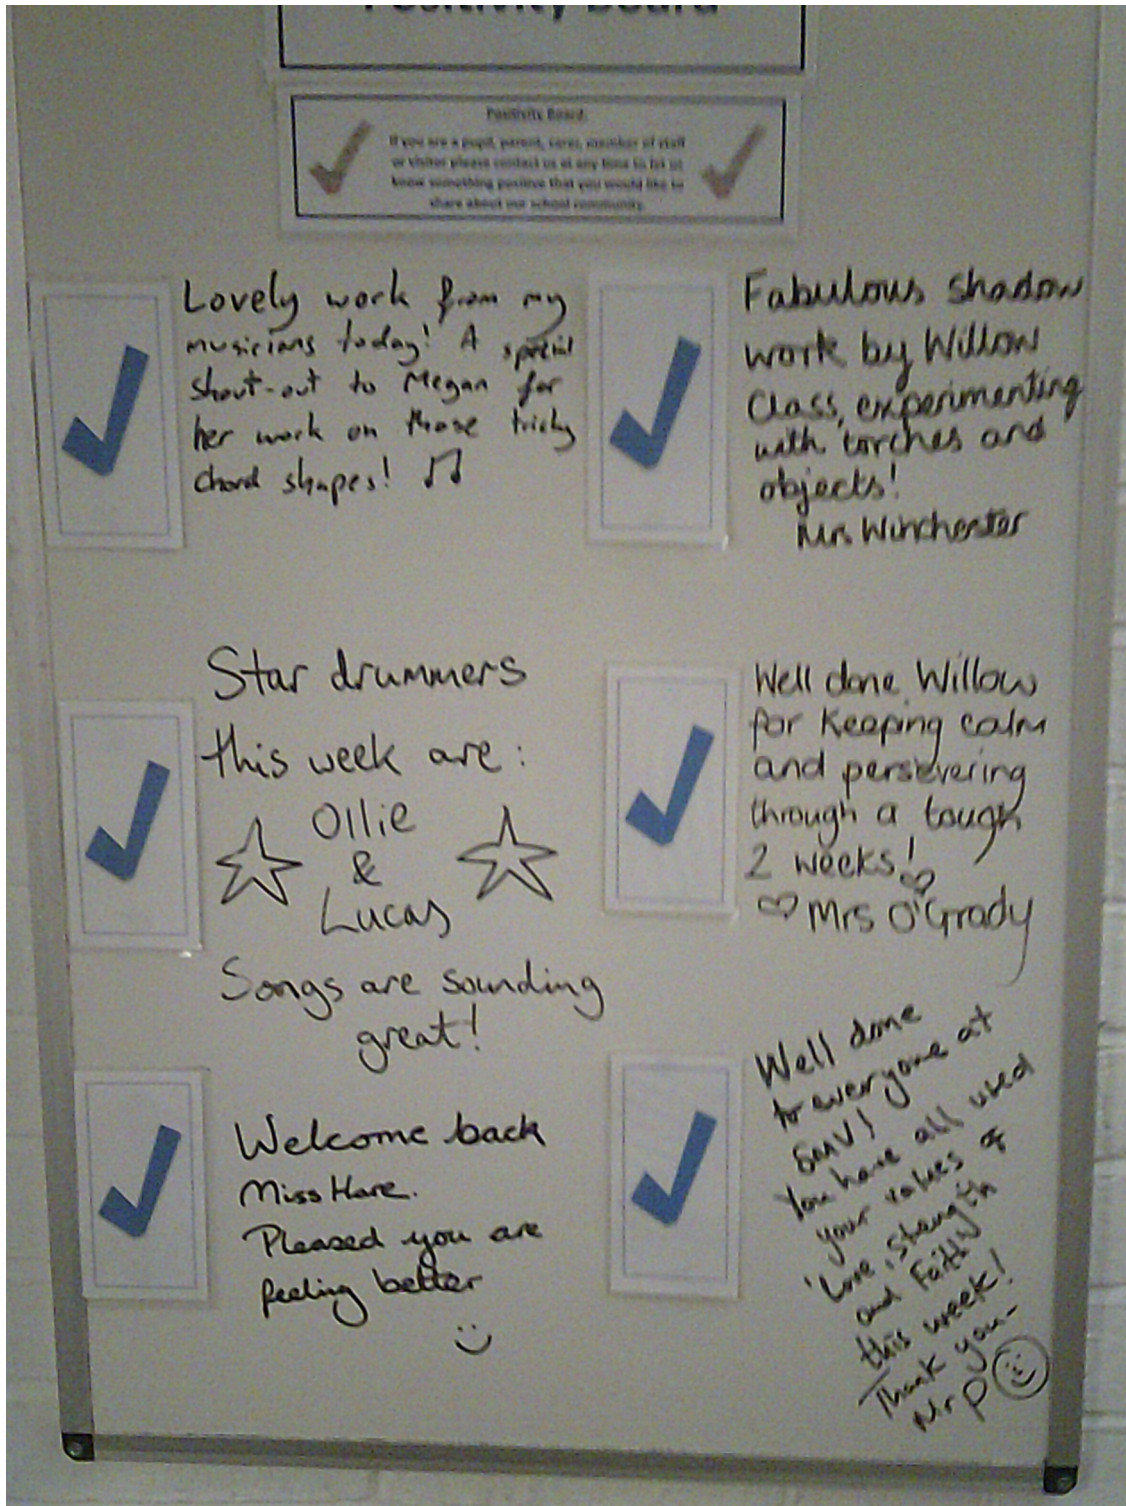 Positivity Board
Positivity Board.
If you are a pupil, parent, carer, member of staff
or visitor please contact us at any time to let us
know something positive that you would like to
share about our school community.
Lovely work from my
musicians today! A special
shout-out to Megan for
her work on those tricky
chord shapes!
Fabulous shadow
work by Willow
Class, experimenting
with torches and
objects!
Mrs Winchester
Star drummers
this week are:
Ollie
&
Lucas
Songs are sounding
great!
Well done Willow
for keeping calm
and persevering
through a tough
2 weeks!
Mrs O'Grady
Welcome back
Miss Hare.
Pleased you are
feeling better
Well done
to everyone at
You have all used
your values of
'Love, strength
and Faith'
this week!
Thank you-
Mr P